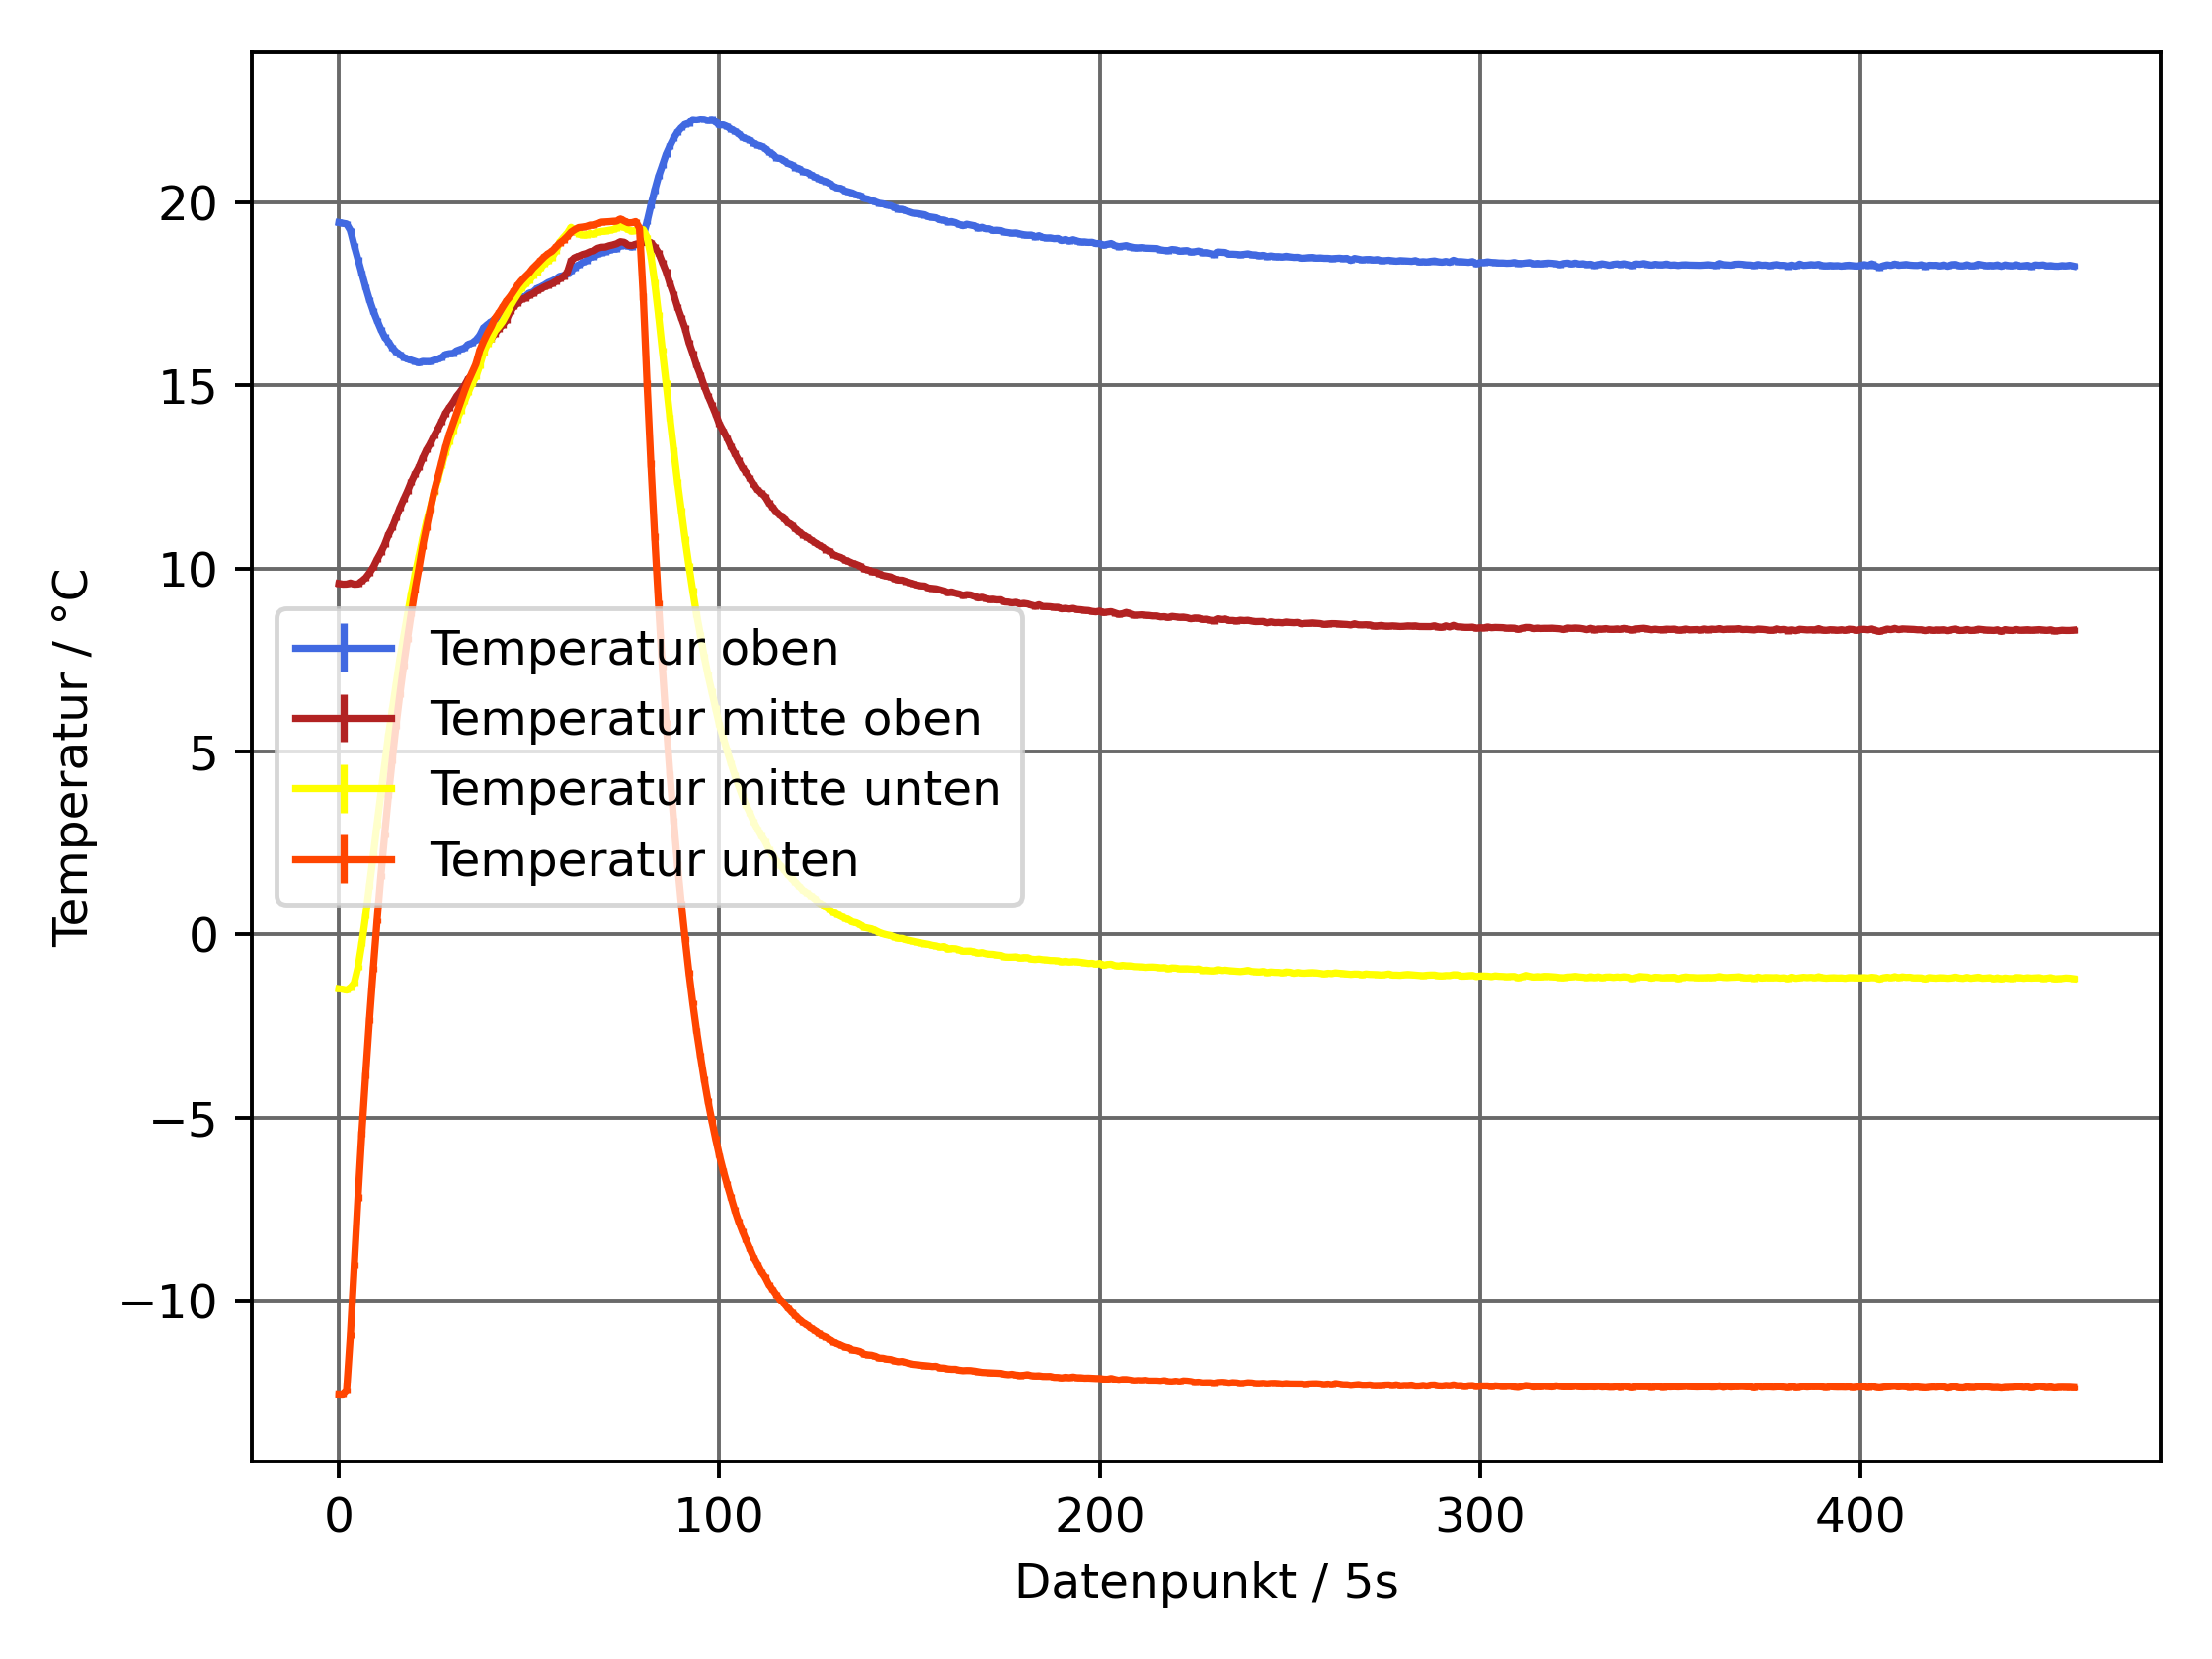 Temperatur / °C
20
15
10
5
0
−5
−10
Temperatur oben
Temperatur mitte oben
Temperatur mitte unten
Temperatur unten
0 100 200 300 400
Datenpunkt / 5s